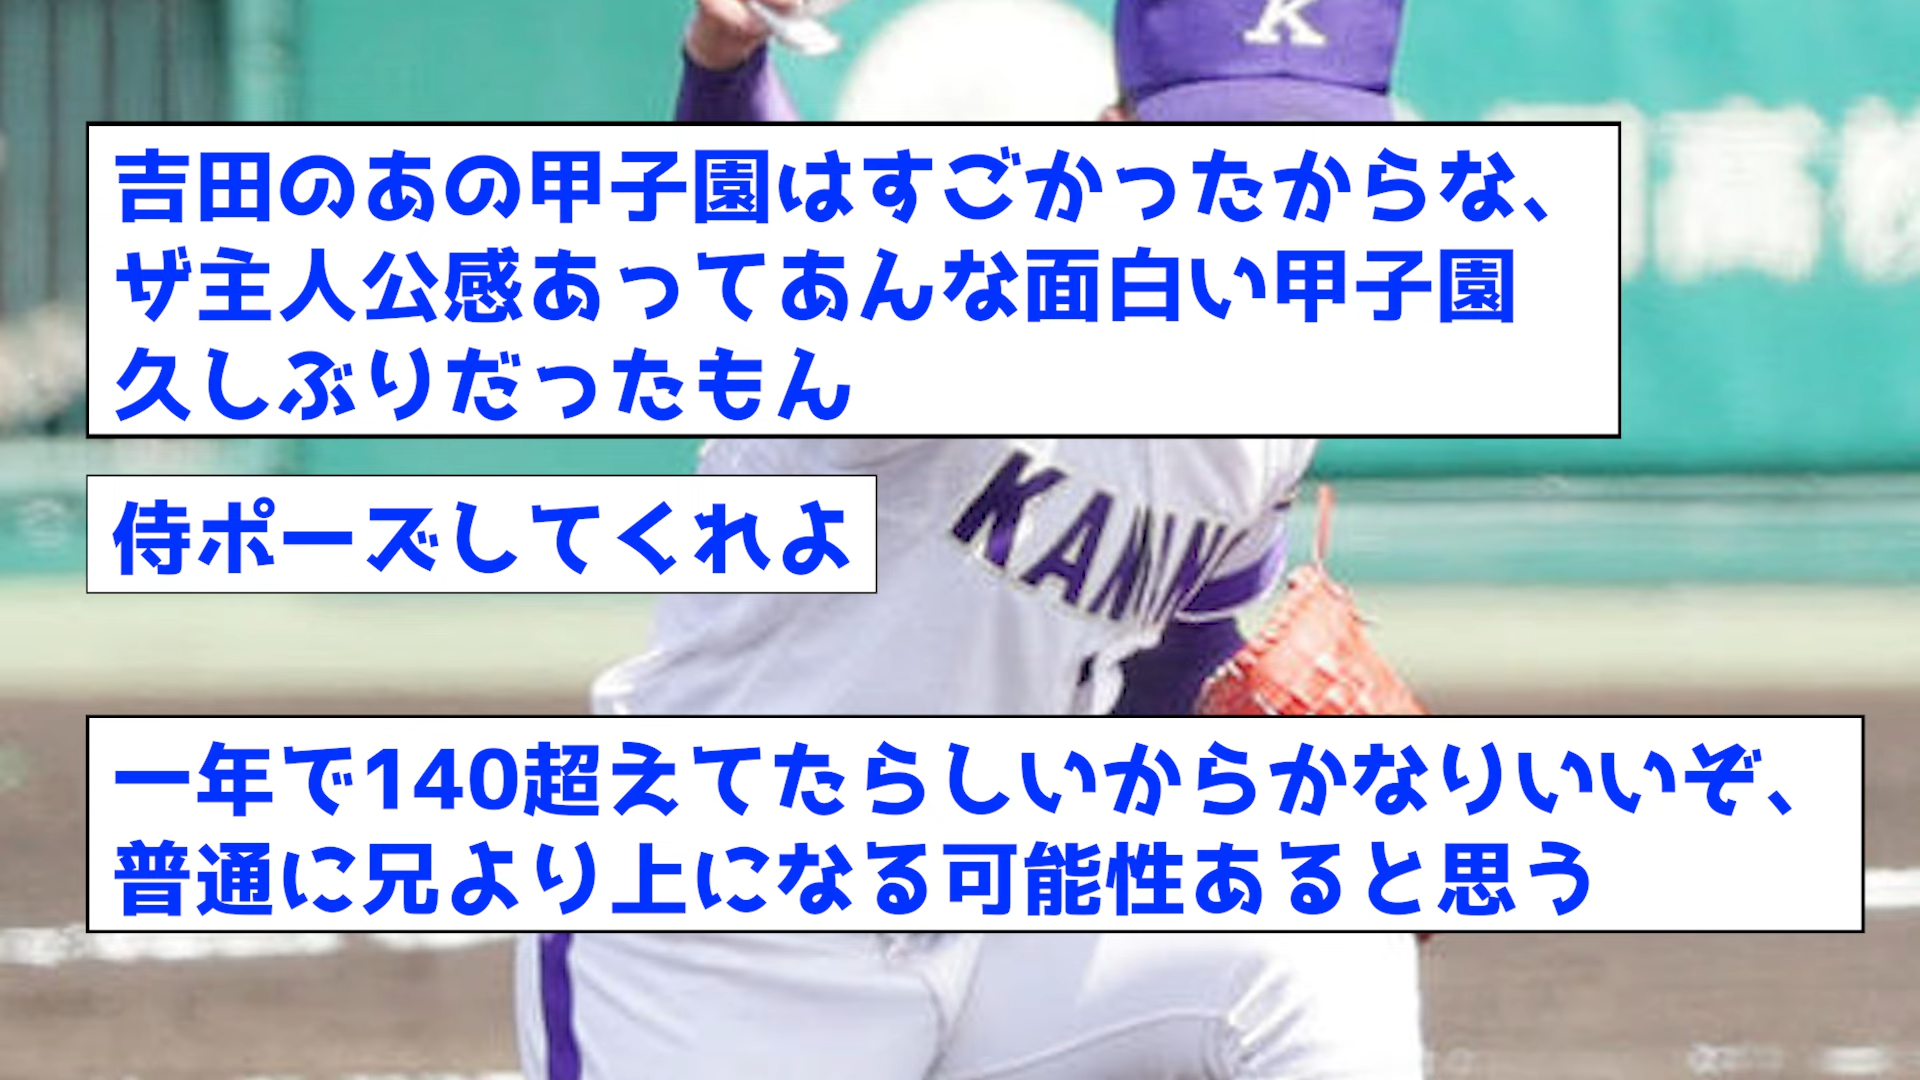 K
吉田のあの甲子園はすごかったからな、
ザ主人公感あってあんな面白い甲子園
久しぶりだったもん
KANN
侍ポーズしてくれよ
一年で140超えてたらしいからかなりいいぞ、
普通に兄より上になる可能性あると思う